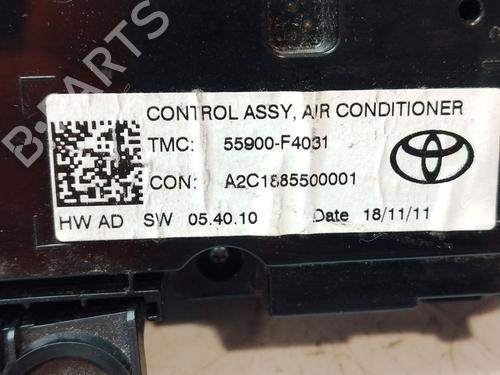 CONTROL ASSY, AIR CONDITIONER
TMC: 55900-F4031
CON: A2C1885500001
HW AD SW 05.40.10 Date 18/11/11
B-PARTS